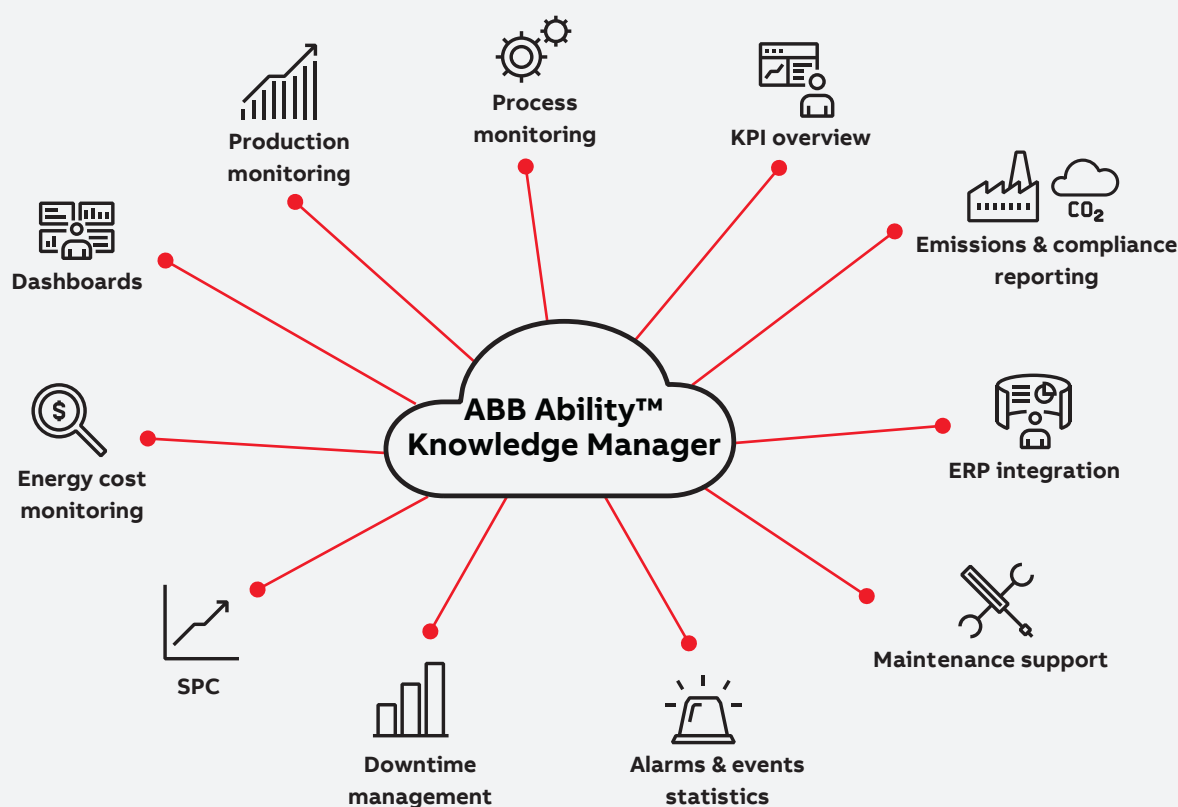 Process
monitoring
KPI overview
Production
monitoring
CO₂
Emissions & compliance
reporting
Dashboards
ABB Ability™
Knowledge Manager
$
Energy cost
monitoring
ERP integration
Maintenance support
SPC
Downtime
management
Alarms & events
statistics